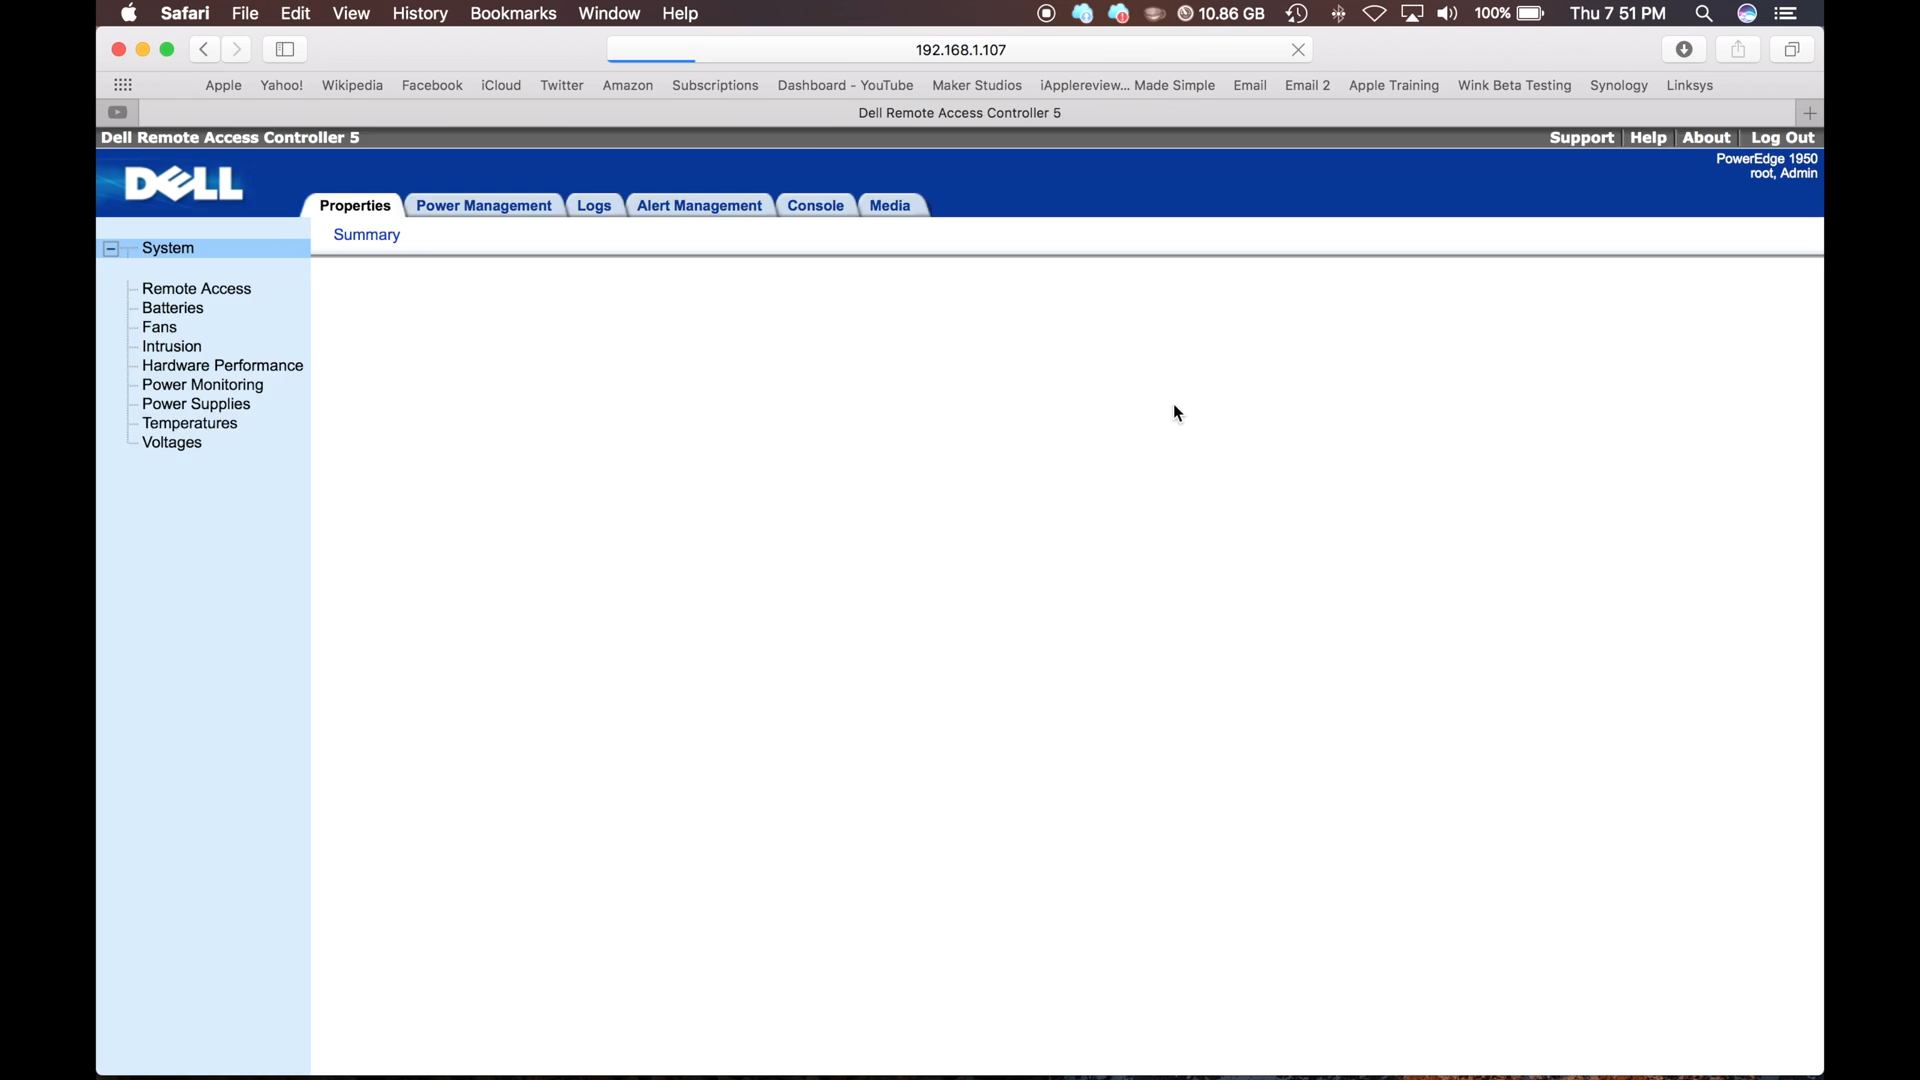 Safari File Edit View History Bookmarks Window Help 10.86 GB 100% Thu 7 51 PM
192.168.1.107
Apple Yahoo! Wikipedia Facebook iCloud Twitter Amazon Subscriptions Dashboard - YouTube Maker Studios iApplereview... Made Simple Email Email 2 Apple Training Wink Beta Testing Synology Linksys
Dell Remote Access Controller 5
Dell Remote Access Controller 5 Support Help About Log Out
PowerEdge 1950
root, Admin
DELL
Properties Power Management Logs Alert Management Console Media
Summary
System
Remote Access
Batteries
Fans
Intrusion
Hardware Performance
Power Monitoring
Power Supplies
Temperatures
Voltages